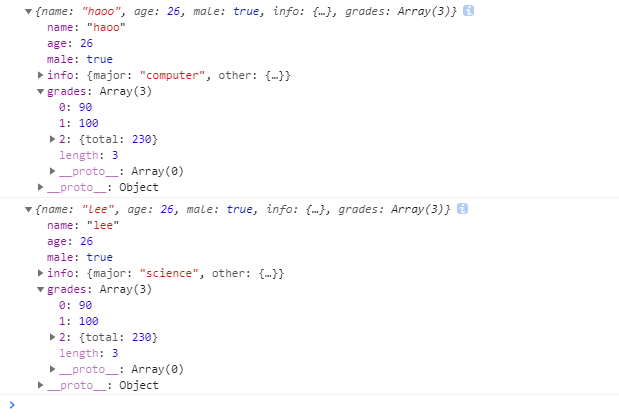 {name: "haoo", age: 26, male: true, info: {…}, grades: Array(3)} i
name: "haoo"
age: 26
male: true
info: {major: "computer", other: {…}}
grades: Array(3)
0: 90
1: 100
2: {total: 230}
length: 3
__proto__: Array(0)
__proto__: Object
{name: "lee", age: 26, male: true, info: {…}, grades: Array(3)} i
name: "lee"
age: 26
male: true
info: {major: "science", other: {…}}
grades: Array(3)
0: 90
1: 100
2: {total: 230}
length: 3
__proto__: Array(0)
__proto__: Object